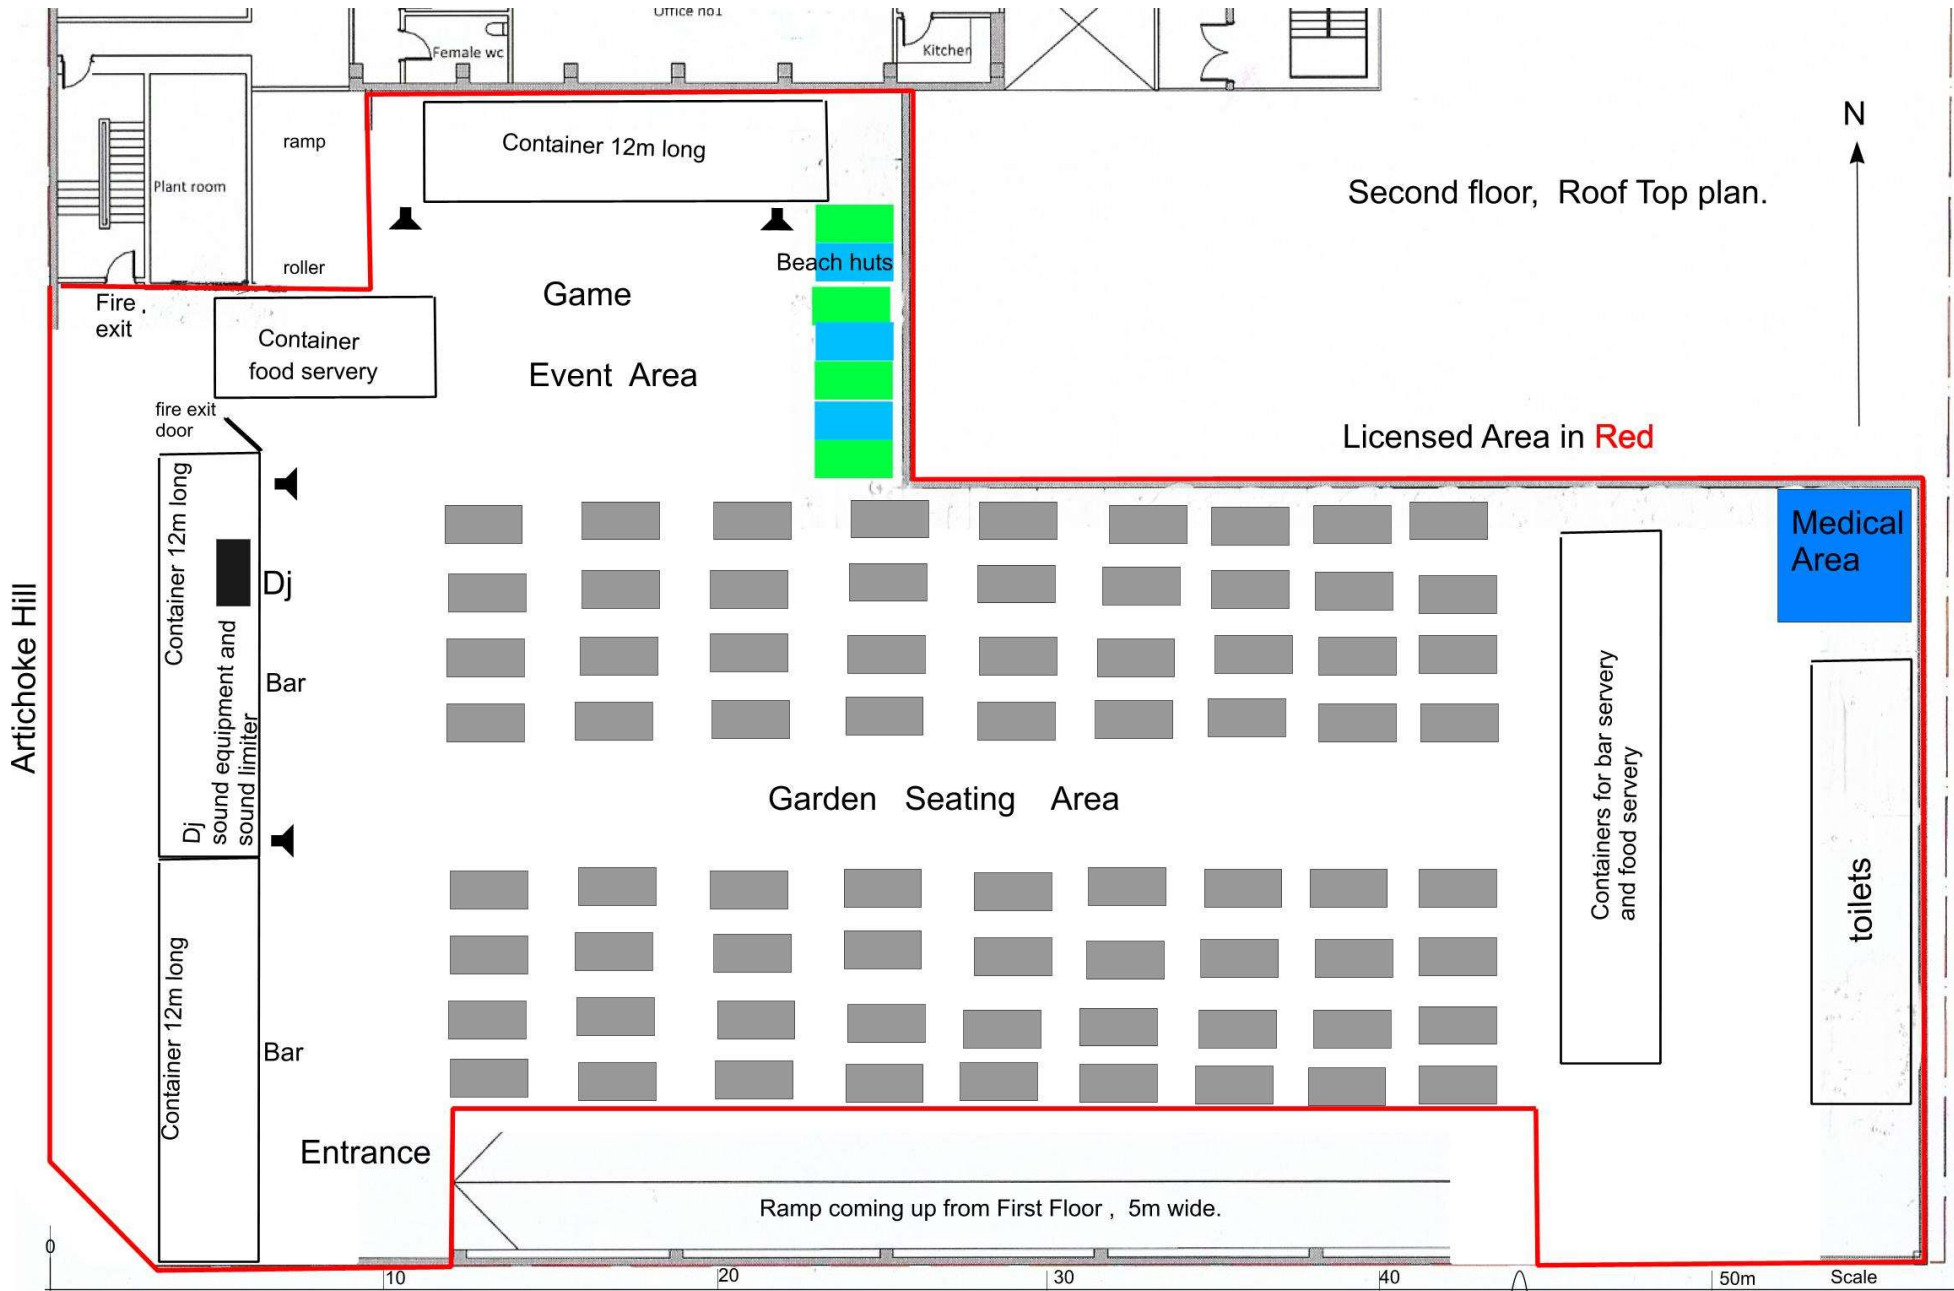 Office no1
Female wc
Kitchen
ramp
Container 12m long
N
Plant room
Second floor, Roof Top plan.
roller
Beach huts
Fire
exit
Game
Container
food servery
Event Area
fire exit
door
Licensed Area in Red
Container 12m long
Dj
Medical
Area
Artichoke Hill
Dj
sound equipment and
sound limiter
Bar
Containers for bar servery
and food servery
Garden Seating Area
toilets
Container 12m long
Bar
Entrance
Ramp coming up from First Floor , 5m wide.
0
10
20
30
40
50m
Scale